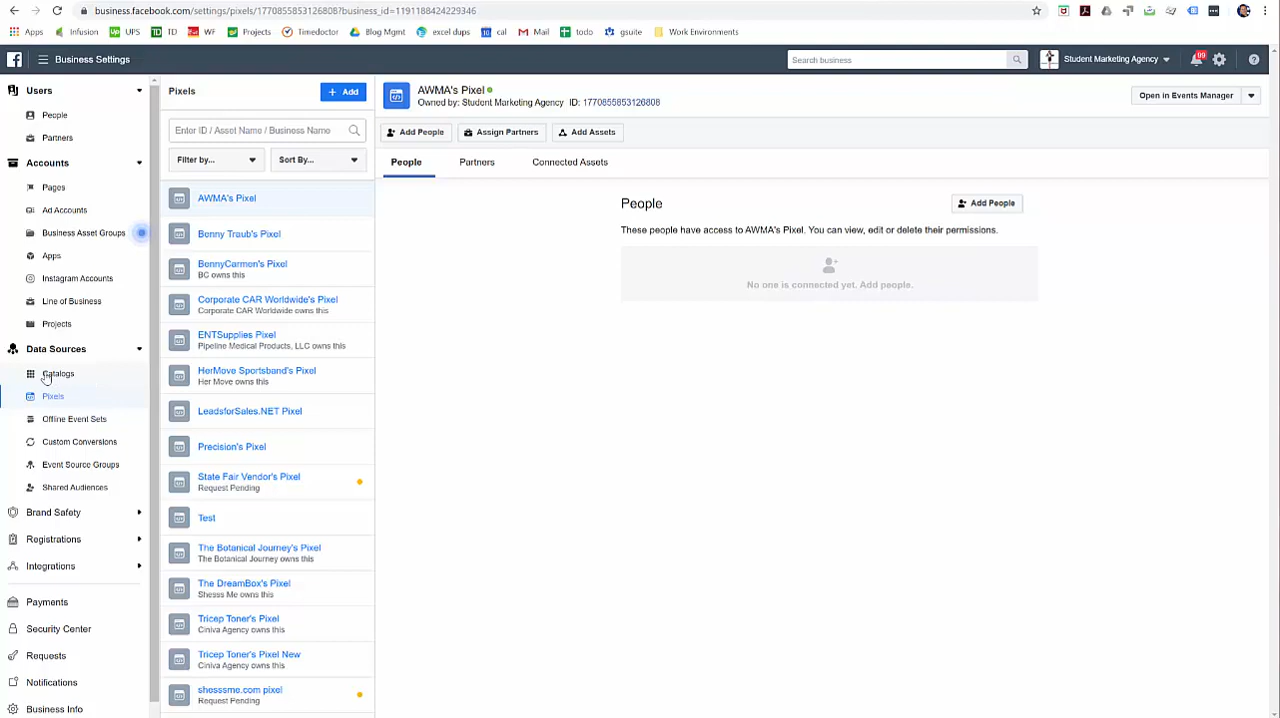 business.facebook.com/settings/pixels/1770855853126808?business_id=1191188424229346
Apps
Infusion
UPS
TD
WF
Projects
Timedoctor
Blog Mgmt
excel dups
cal
Mail
todo
gsuite
Work Environments
Business Settings
Search business
Student Marketing Agency
99
Users
People
Partners
Accounts
Pages
Ad Accounts
Business Asset Groups
Apps
Instagram Accounts
Line of Business
Projects
Data Sources
Catalogs
Pixels
Offline Event Sets
Custom Conversions
Event Source Groups
Shared Audiences
Brand Safety
Registrations
Integrations
Payments
Security Center
Requests
Notifications
Business Info
Pixels
+ Add
Enter ID / Asset Name / Business Name
Filter by...
Sort By...
AWMA's Pixel
Benny Traub's Pixel
BennyCarmen's Pixel
BC owns this
Corporate CAR Worldwide's Pixel
Corporate CAR Worldwide owns this
ENTSupplies Pixel
Pipeline Medical Products, LLC owns this
HerMove Sportsband's Pixel
Her Move owns this
LeadsforSales.NET Pixel
Precision's Pixel
State Fair Vendor's Pixel
Request Pending
Test
The Botanical Journey's Pixel
The Botanical Journey owns this
The DreamBox's Pixel
Shesss Me owns this
Tricep Toner's Pixel
Ciniva Agency owns this
Tricep Toner's Pixel New
Ciniva Agency owns this
shesssme.com pixel
Request Pending
AWMA's Pixel
Owned by: Student Marketing Agency ID: 1770855853126808
Open in Events Manager
Add People
Assign Partners
Add Assets
People
Partners
Connected Assets
People
Add People
These people have access to AWMA's Pixel. You can view, edit or delete their permissions.
No one is connected yet. Add people.